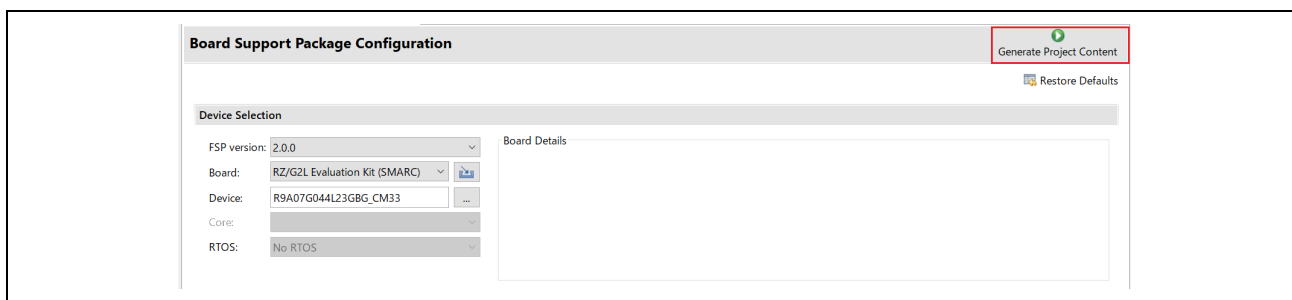 Board Support Package Configuration
Generate Project Content
Restore Defaults
Device Selection
FSP version: 2.0.0
Board Details
Board: RZ/G2L Evaluation Kit (SMARC)
Device: R9A07G044L23GBG_CM33 ...
Core:
RTOS: No RTOS